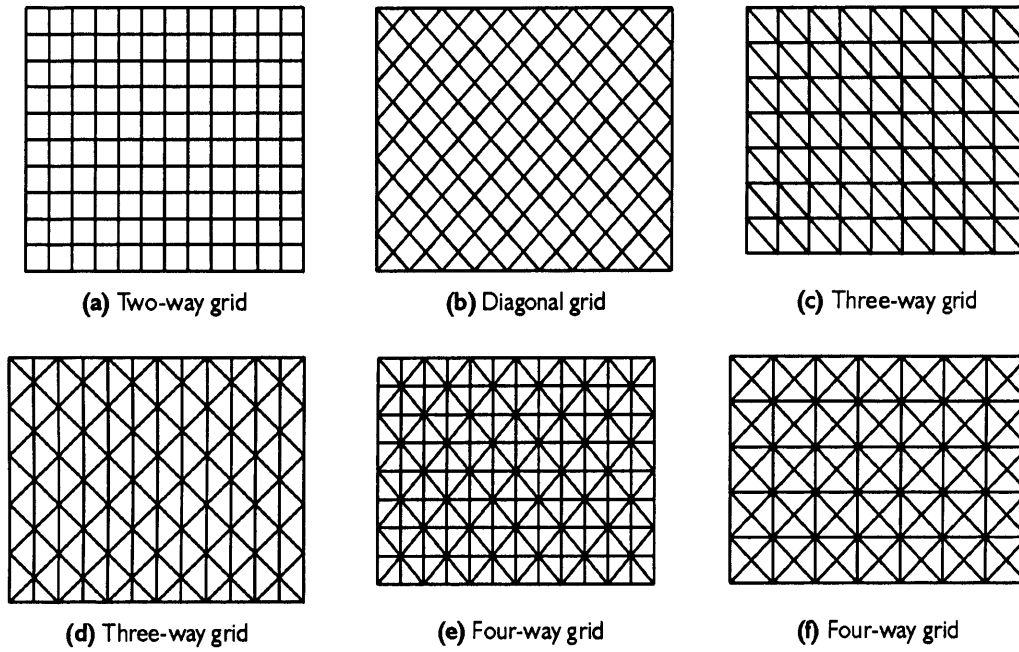 (a) Two-way grid
(b) Diagonal grid
(c) Three-way grid
(d) Three-way grid
(e) Four-way grid
(f) Four-way grid